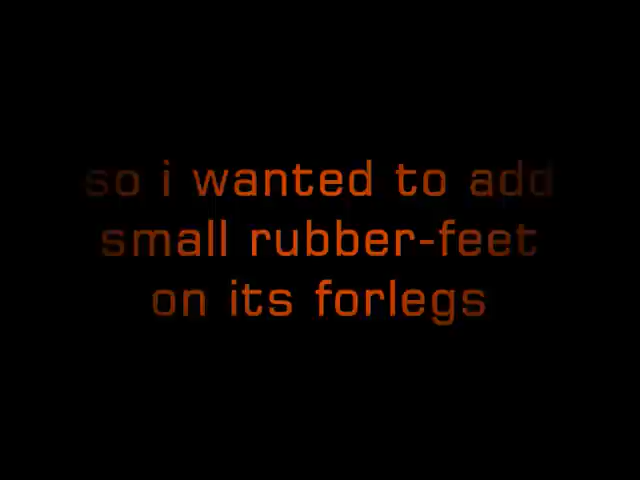 so i wanted to add
small rubber-feet
on its forlegs